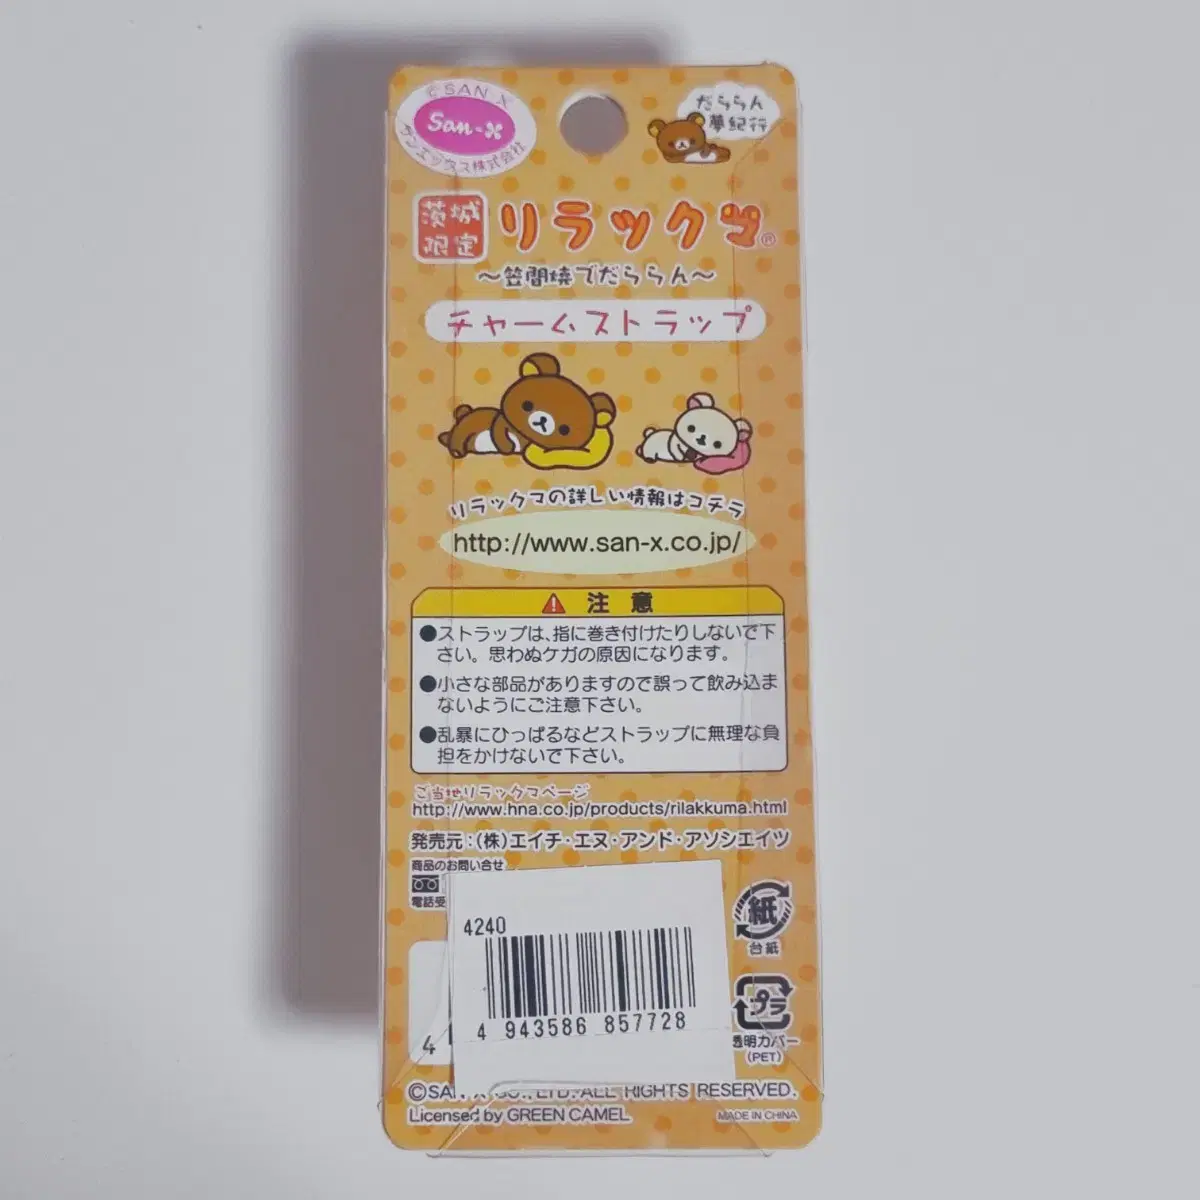 ©SAN-X
San-X
サンエックス株式会社
だららん
夢紀行
茨城
限定
リラックマ®
～笠間焼でだららん～
チャームストラップ
リラックマの詳しい情報はコチラ
http://www.san-x.co.jp/
注意
●ストラップは、指に巻き付けたりしないで下
さい。思わぬケガの原因になります。
●小さな部品がありますので誤って飲み込ま
ないようにご注意下さい。
●乱暴にひっぱるなどストラップに無理な負
担をかけないで下さい。
ご当地リラックマページ
http://www.hna.co.jp/products/rilakkuma.html
発売元：(株)エイチ・エヌ・アンド・アソシエイツ
商品のお問い合せ
電話受
4240
4 943586 857728
4
紙
台紙
プラ
透明カバー
(PET)
©SAN-X CO., LTD. ALL RIGHTS RESERVED.
Licensed by GREEN CAMEL
MADE IN CHINA